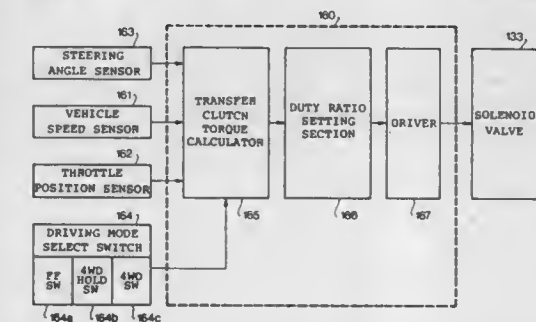 163
160
133
STEERING
ANGLE SENSOR
161
VEHICLE
SPEED SENSOR
162
THROTTLE
POSITION SENSOR
164
DRIVING MODE
SELECT SWITCH
FF
SW
4WD
HOLD
SW
4WD
SW
164a
164b
164c
TRANSFER
CLUTCH
TORQUE
CALCULATOR
165
DUTY RATIO
SETTING
SECTION
166
DRIVER
167
SOLENOID
VALVE